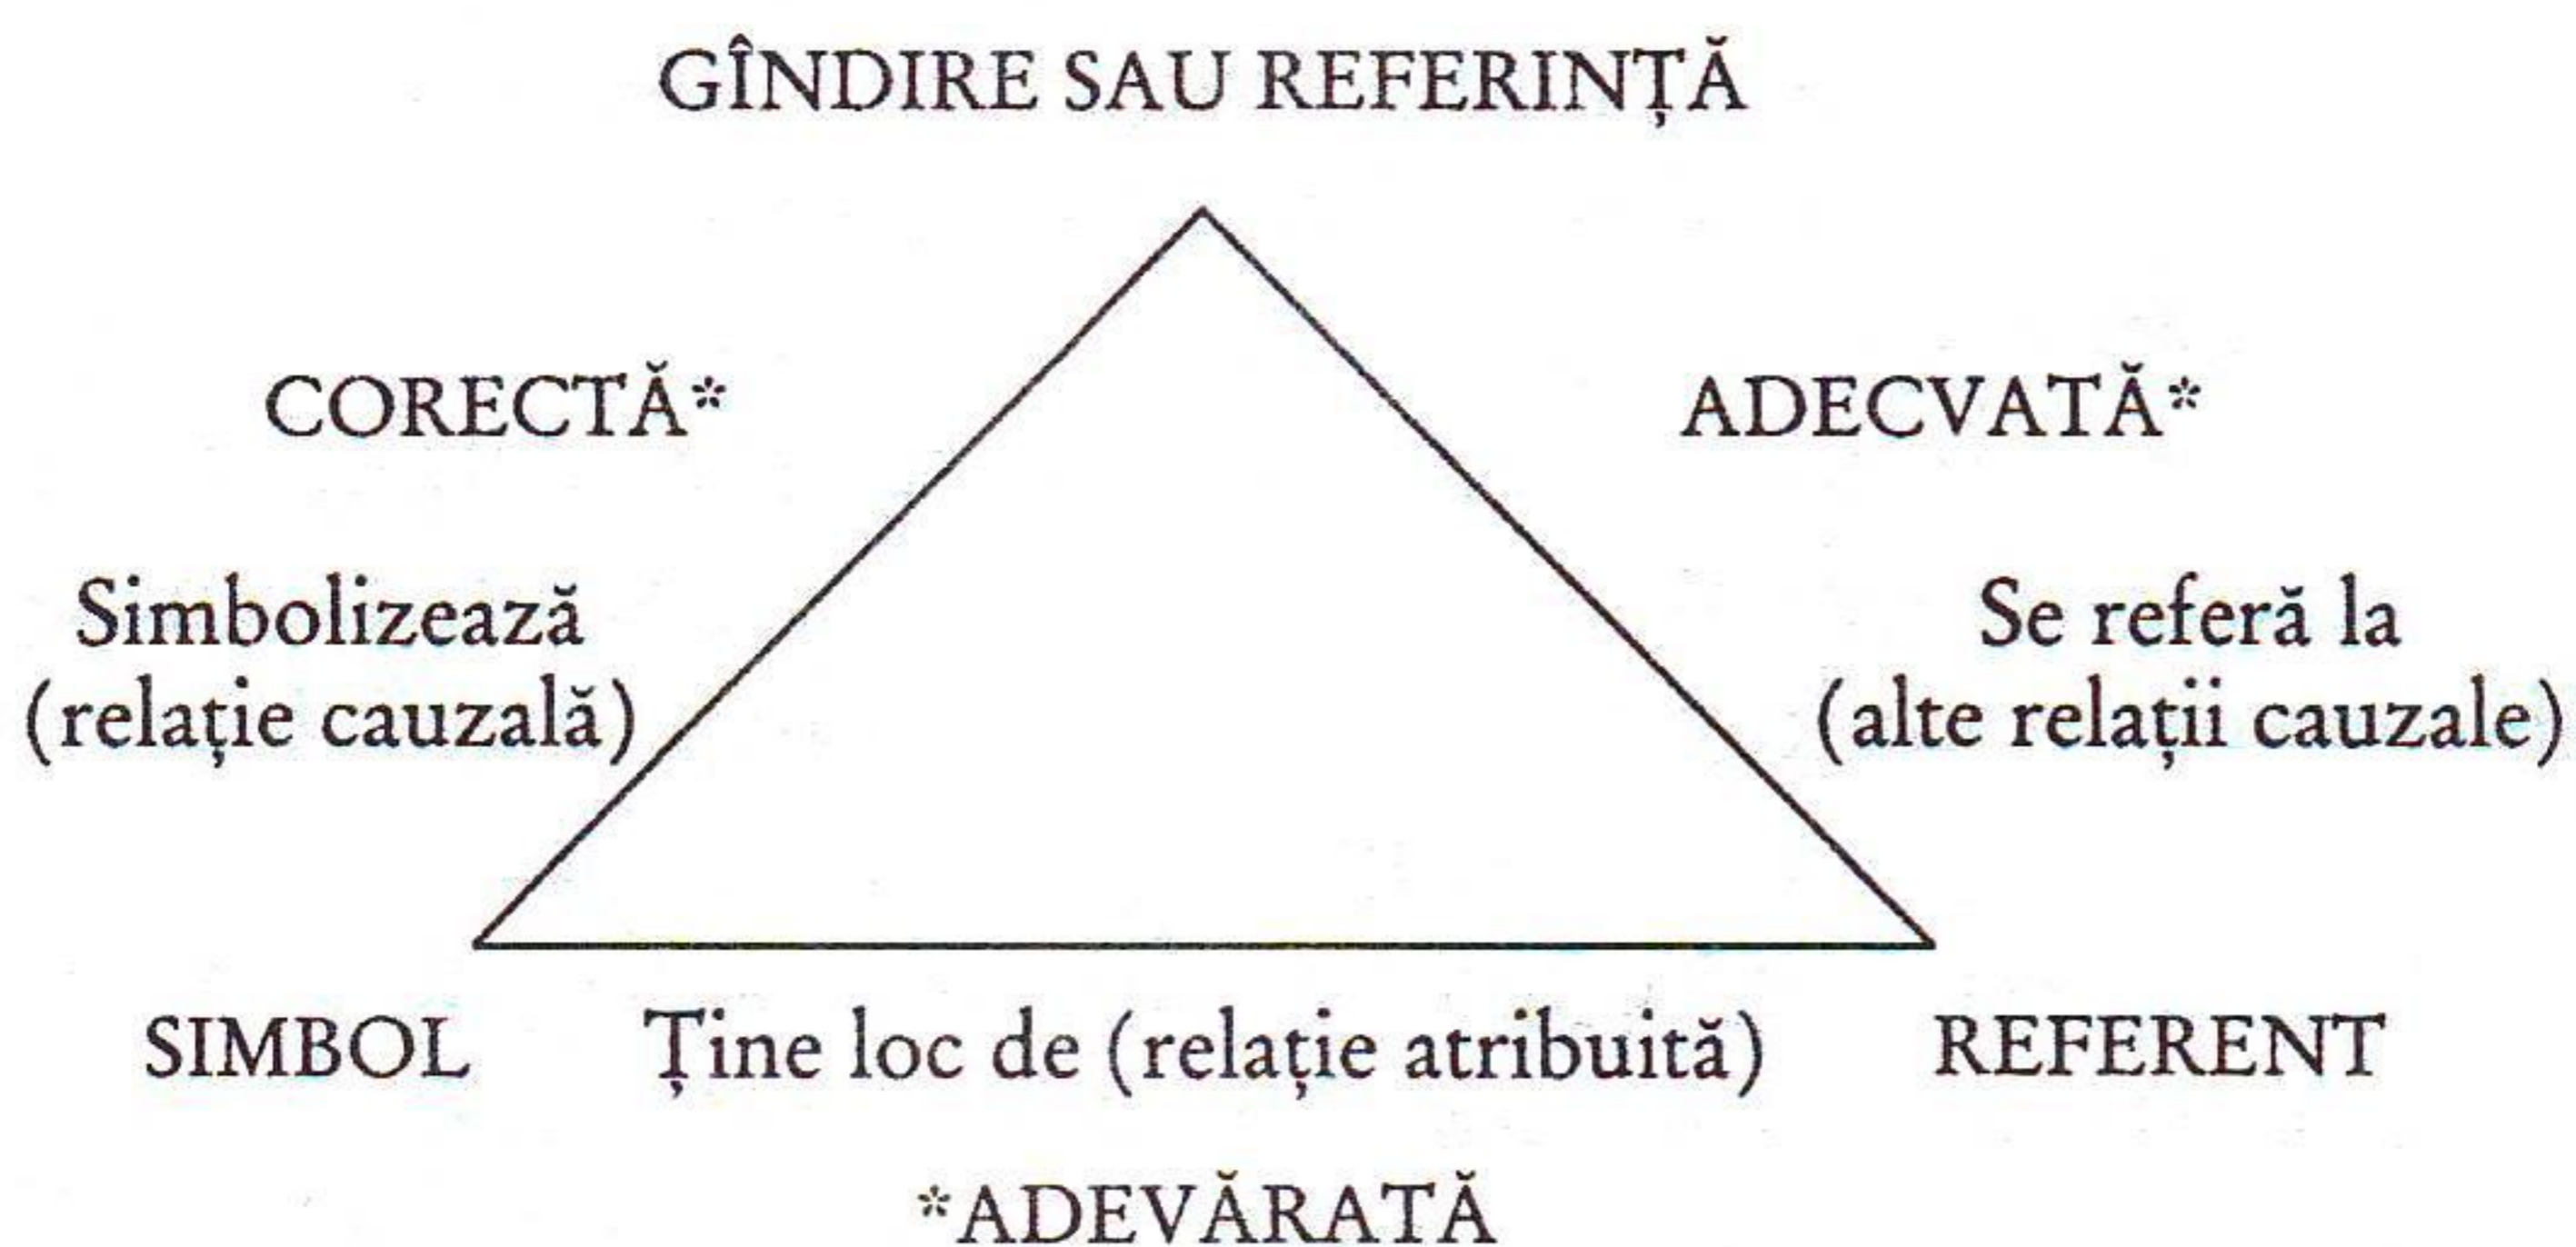 GÎNDIRE SAU REFERINȚĂ
CORECTĂ*
ADECVATĂ*
Simbolizează
(relație cauzală)
Se referă la
(alte relații cauzale)
SIMBOL
Ține loc de (relație atribuită)
REFERENT
*ADEVĂRATĂ